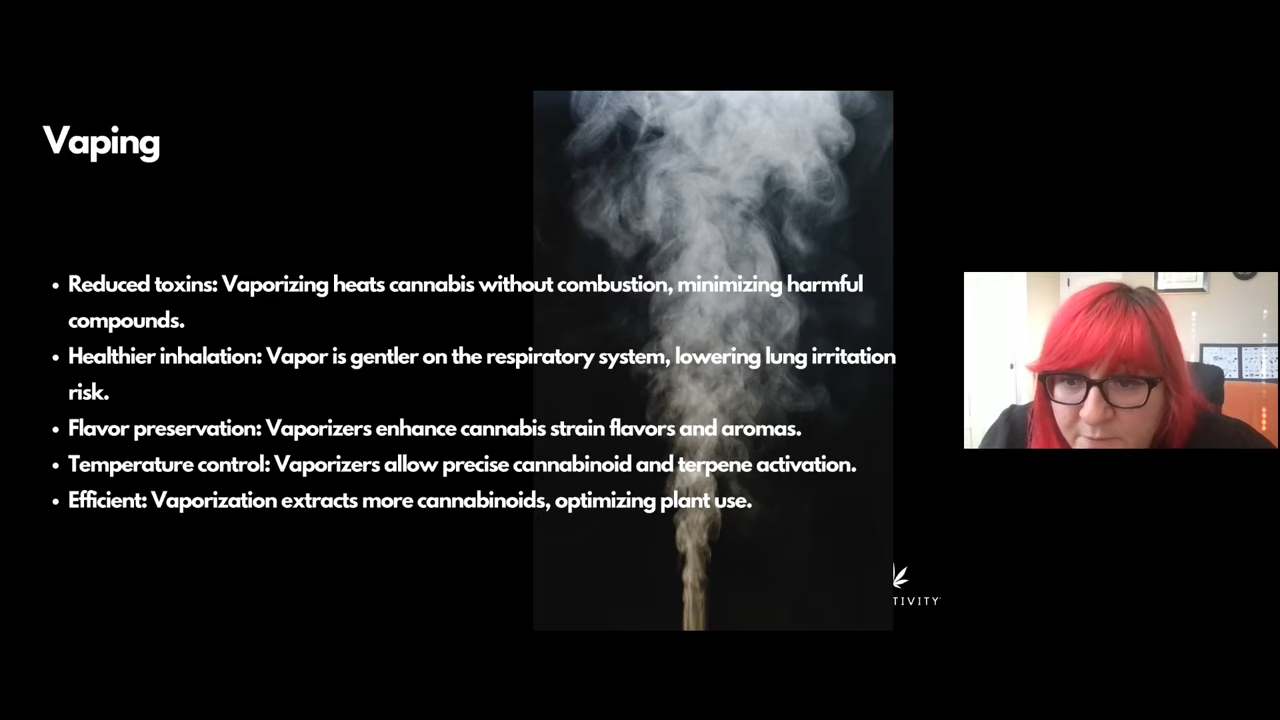 Vaping
• Reduced toxins: Vaporizing heats cannabis without combustion, minimizing harmful
compounds.
• Healthier inhalation: Vapor is gentler on the respiratory system, lowering lung irritation
risk.
• Flavor preservation: Vaporizers enhance cannabis strain flavors and aromas.
• Temperature control: Vaporizers allow precise cannabinoid and terpene activation.
• Efficient: Vaporization extracts more cannabinoids, optimizing plant use.
TIVITY